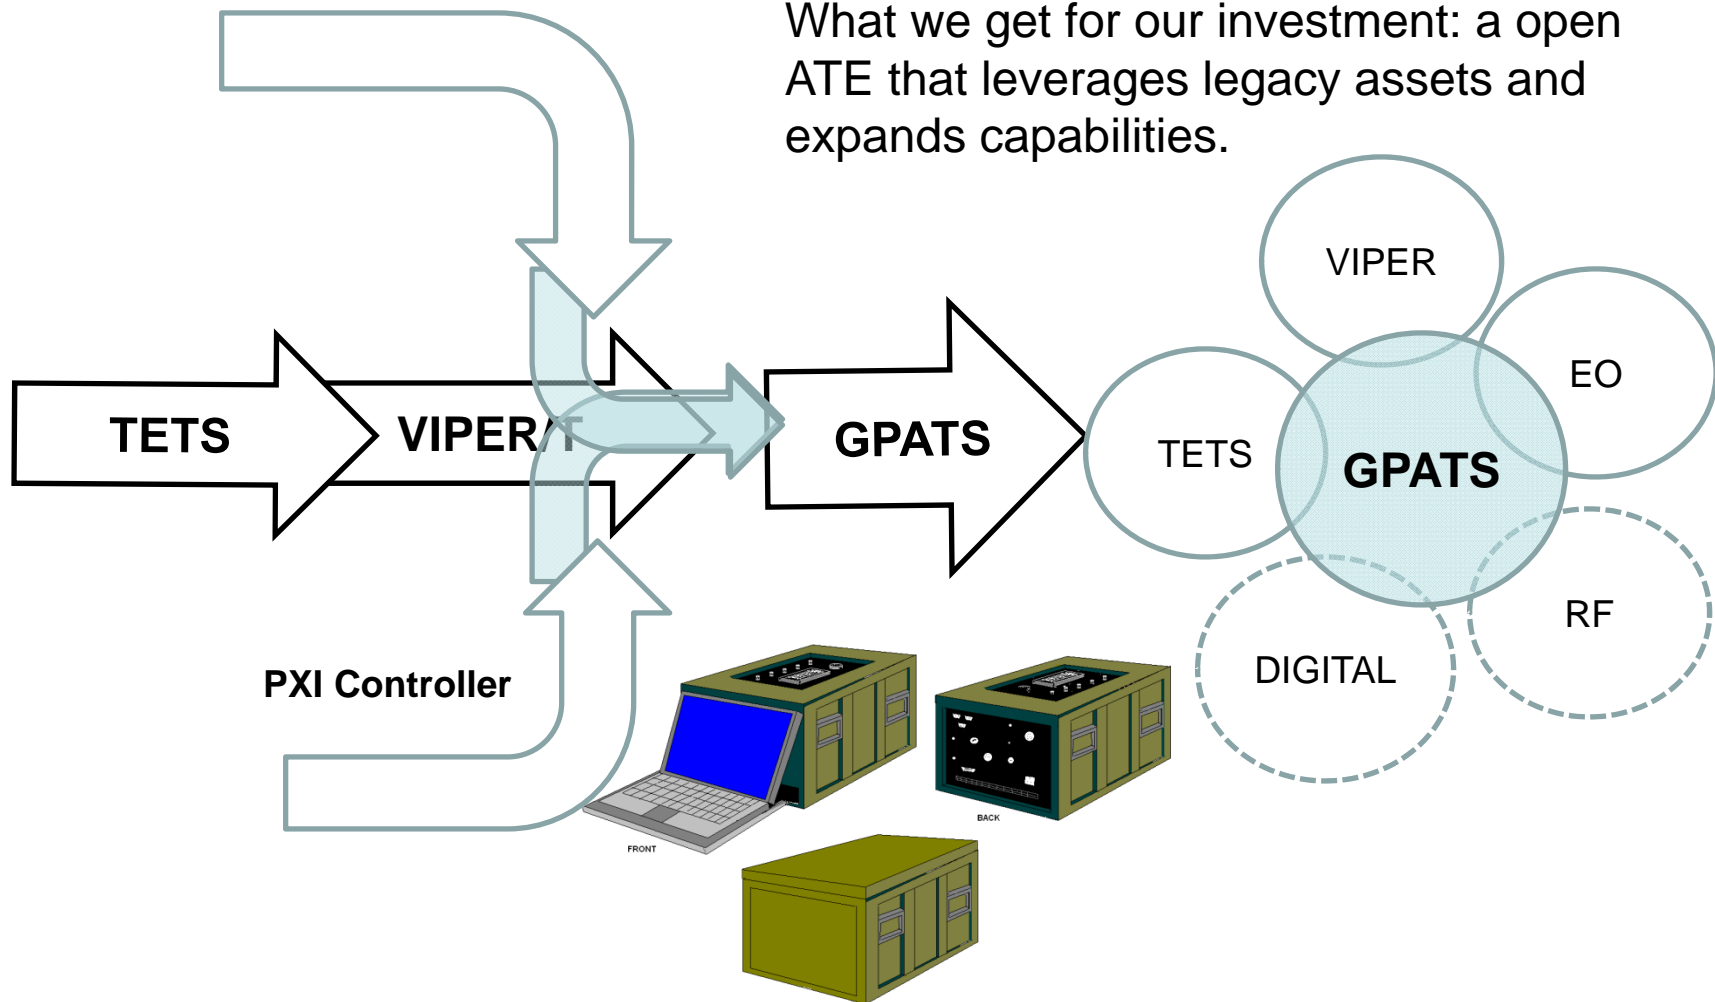 What we get for our investment: a open
ATE that leverages legacy assets and
expands capabilities.
VIPER
EO
TETS
VIPER/T
GPATS
TETS
GPATS
RF
DIGITAL
PXI Controller
FRONT
BACK